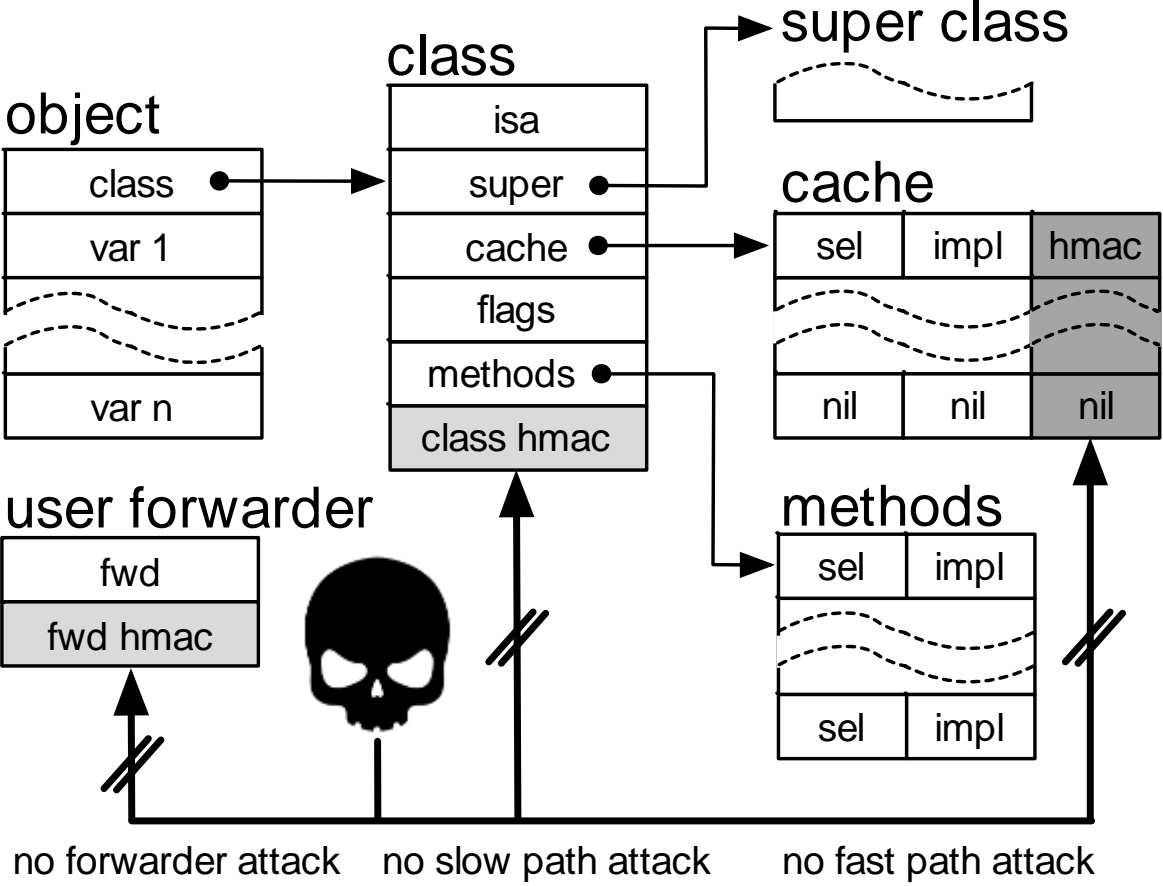 super class
class
isa
super
cache
flags
methods
class hmac
object
class
var 1
var n
cache
sel impl hmac
nil nil nil
user forwarder
fwd
fwd hmac
methods
sel impl
sel impl
no forwarder attack
no slow path attack
no fast path attack